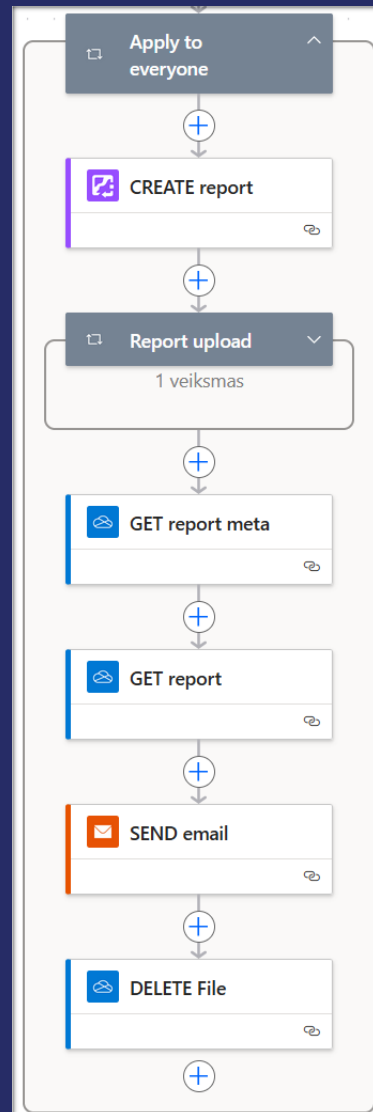 Apply to
everyone
CREATE report
Report upload
1 veiksmas
GET report meta
GET report
SEND email
DELETE File